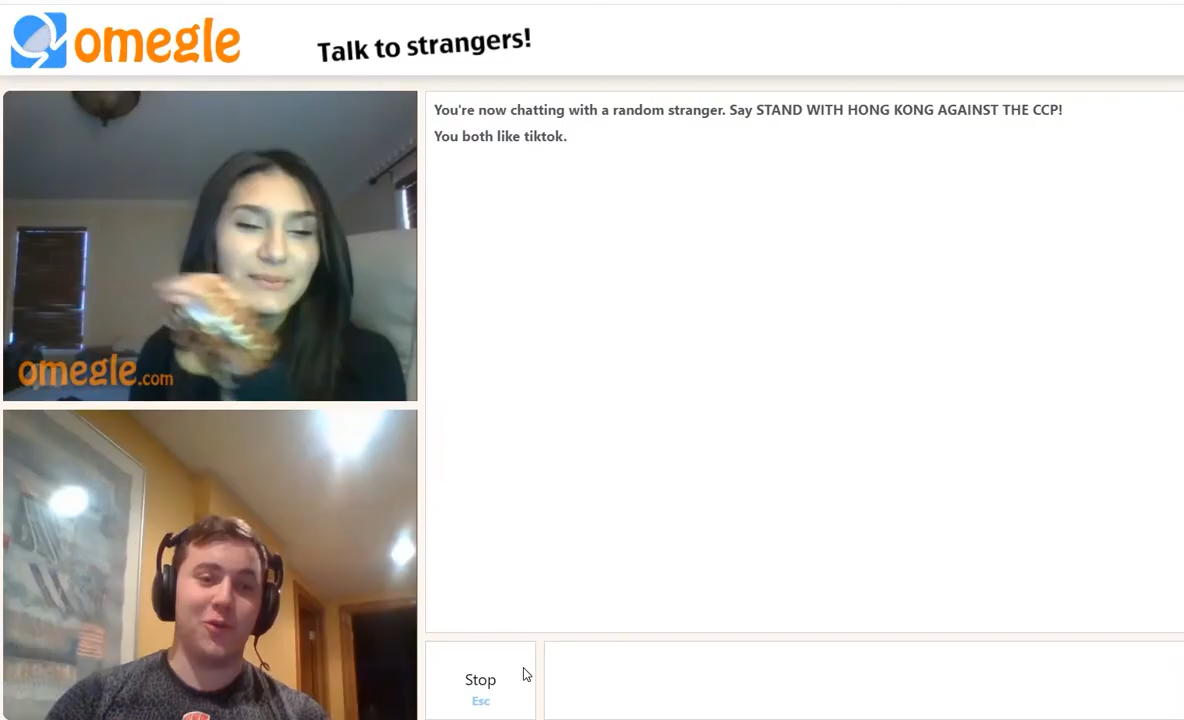 omegle
Talk to strangers!
You're now chatting with a random stranger. Say STAND WITH HONG KONG AGAINST THE CCP!
You both like tiktok.
omegle.com
Stop
Esc